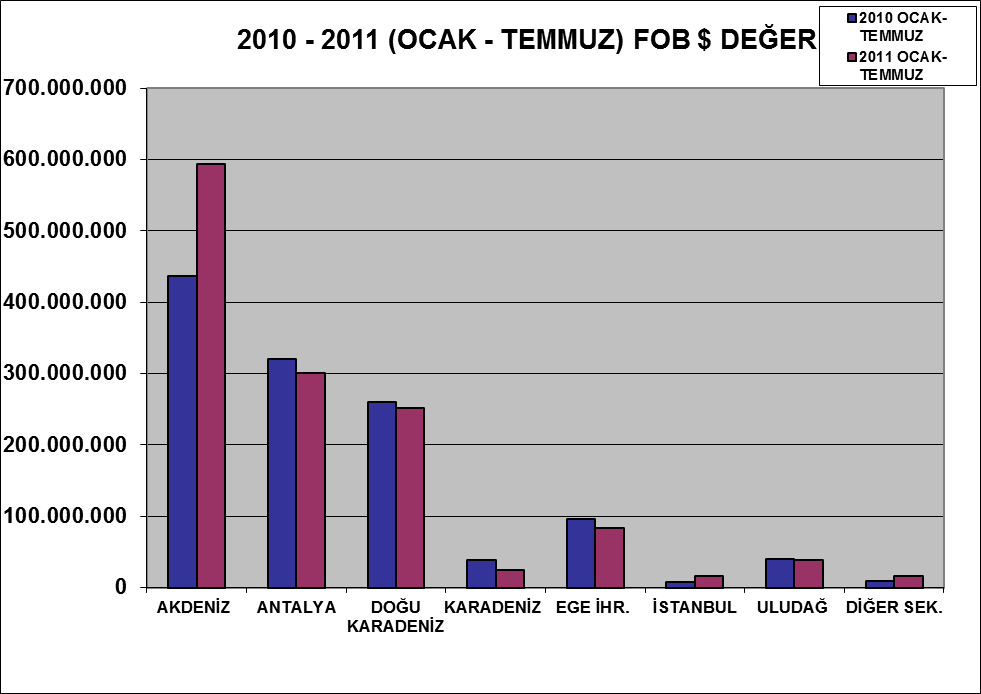 2010 - 2011 (OCAK - TEMMUZ) FOB $ DEĞER
2010 OCAK-
TEMMUZ
2011 OCAK-
TEMMUZ
700.000.000
600.000.000
500.000.000
400.000.000
300.000.000
200.000.000
100.000.000
0
AKDENİZ
ANTALYA
DOĞU
KARADENİZ
KARADENİZ
EGE İHR.
İSTANBUL
ULUDAĞ
DİĞER SEK.